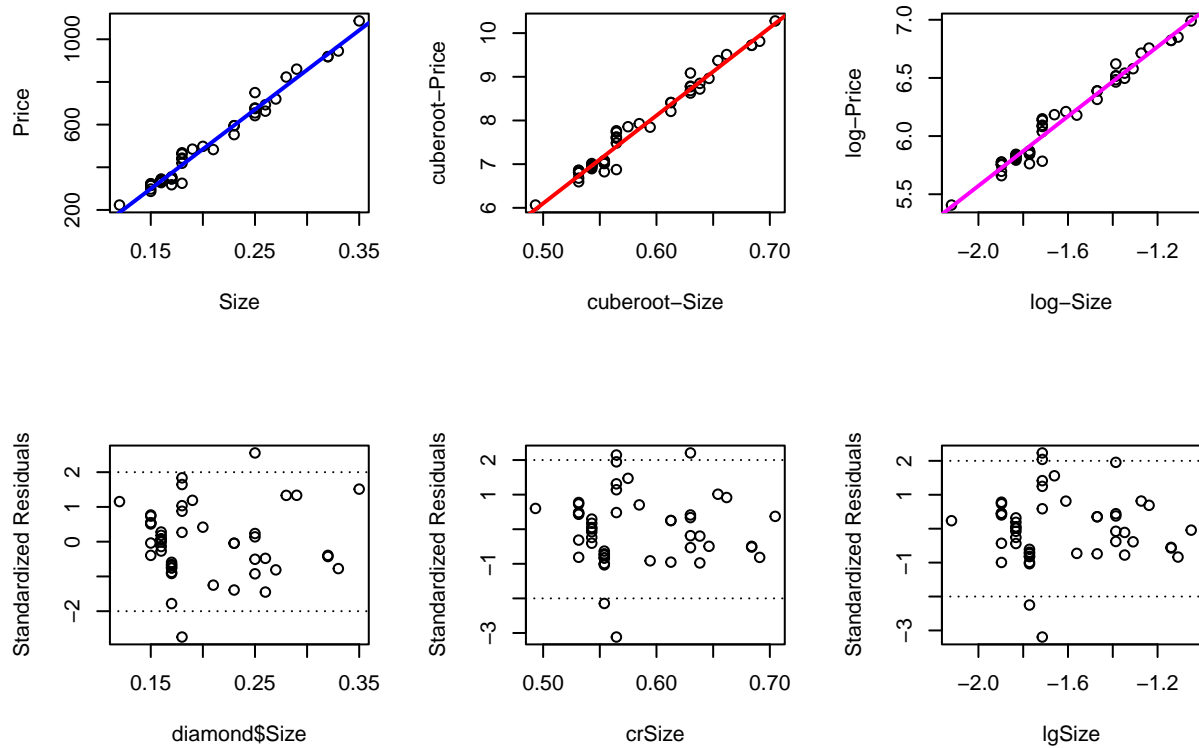 Price
200 600 1000
0.15 0.25 0.35
Size
cuberoot−Price
6 7 8 9 10
0.50 0.60 0.70
cuberoot−Size
log−Price
5.5 6.0 6.5 7.0
−2.0 −1.6 −1.2
log−Size
Standardized Residuals
−2 0 1 2
0.15 0.25 0.35
diamond$Size
Standardized Residuals
−3 −1 1 2
0.50 0.60 0.70
crSize
Standardized Residuals
−3 −1 1 2
−2.0 −1.6 −1.2
lgSize